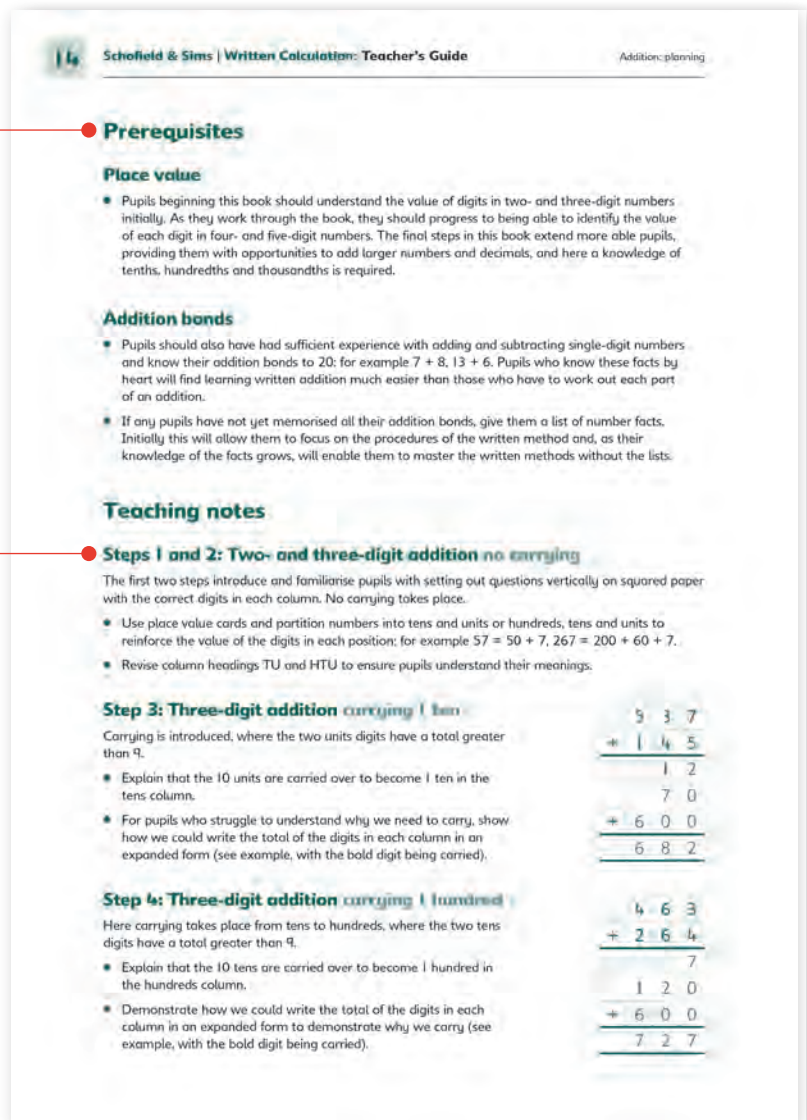 14 Schofield & Sims | Written Calculation: Teacher's Guide Addition: planning
Prerequisites
Place value
• Pupils beginning this book should understand the value of digits in two- and three-digit numbers
initially. As they work through the book, they should progress to being able to identify the value
of each digit in four- and five-digit numbers. The final steps in this book extend more able pupils,
providing them with opportunities to add larger numbers and decimals, and here a knowledge of
tenths, hundredths and thousandths is required.
Addition bonds
• Pupils should also have had sufficient experience with adding and subtracting single-digit numbers
and know their addition bonds to 20: for example 7 + 8, 13 + 6. Pupils who know these facts by
heart will find learning written addition much easier than those who have to work out each part
of an addition.
• If any pupils have not yet memorised all their addition bonds, give them a list of number facts.
Initially this will allow them to focus on the procedures of the written method and, as their
knowledge of the facts grows, will enable them to master the written methods without the lists.
Teaching notes
Steps 1 and 2: Two- and three-digit addition no carrying
The first two steps introduce and familiarise pupils with setting out questions vertically on squared paper
with the correct digits in each column. No carrying takes place.
• Use place value cards and partition numbers into tens and units or hundreds, tens and units to
reinforce the value of the digits in each position: for example 57 = 50 + 7, 267 = 200 + 60 + 7.
• Revise column headings TU and HTU to ensure pupils understand their meanings.
Step 3: Three-digit addition carrying 1 ten
Carrying is introduced, where the two units digits have a total greater
than 9.
• Explain that the 10 units are carried over to become 1 ten in the
tens column.
• For pupils who struggle to understand why we need to carry, show
how we could write the total of the digits in each column in an
expanded form (see example, with the bold digit being carried).
5 3 7
+ 1 4 5
1 2
7 0
+ 6 0 0
6 8 2
Step 4: Three-digit addition carrying 1 hundred
Here carrying takes place from tens to hundreds, where the two tens
digits have a total greater than 9.
• Explain that the 10 tens are carried over to become 1 hundred in
the hundreds column.
• Demonstrate how we could write the total of the digits in each
column in an expanded form to demonstrate why we carry (see
example, with the bold digit being carried).
4 6 3
+ 2 6 4
7
1 2 0
+ 6 0 0
7 2 7